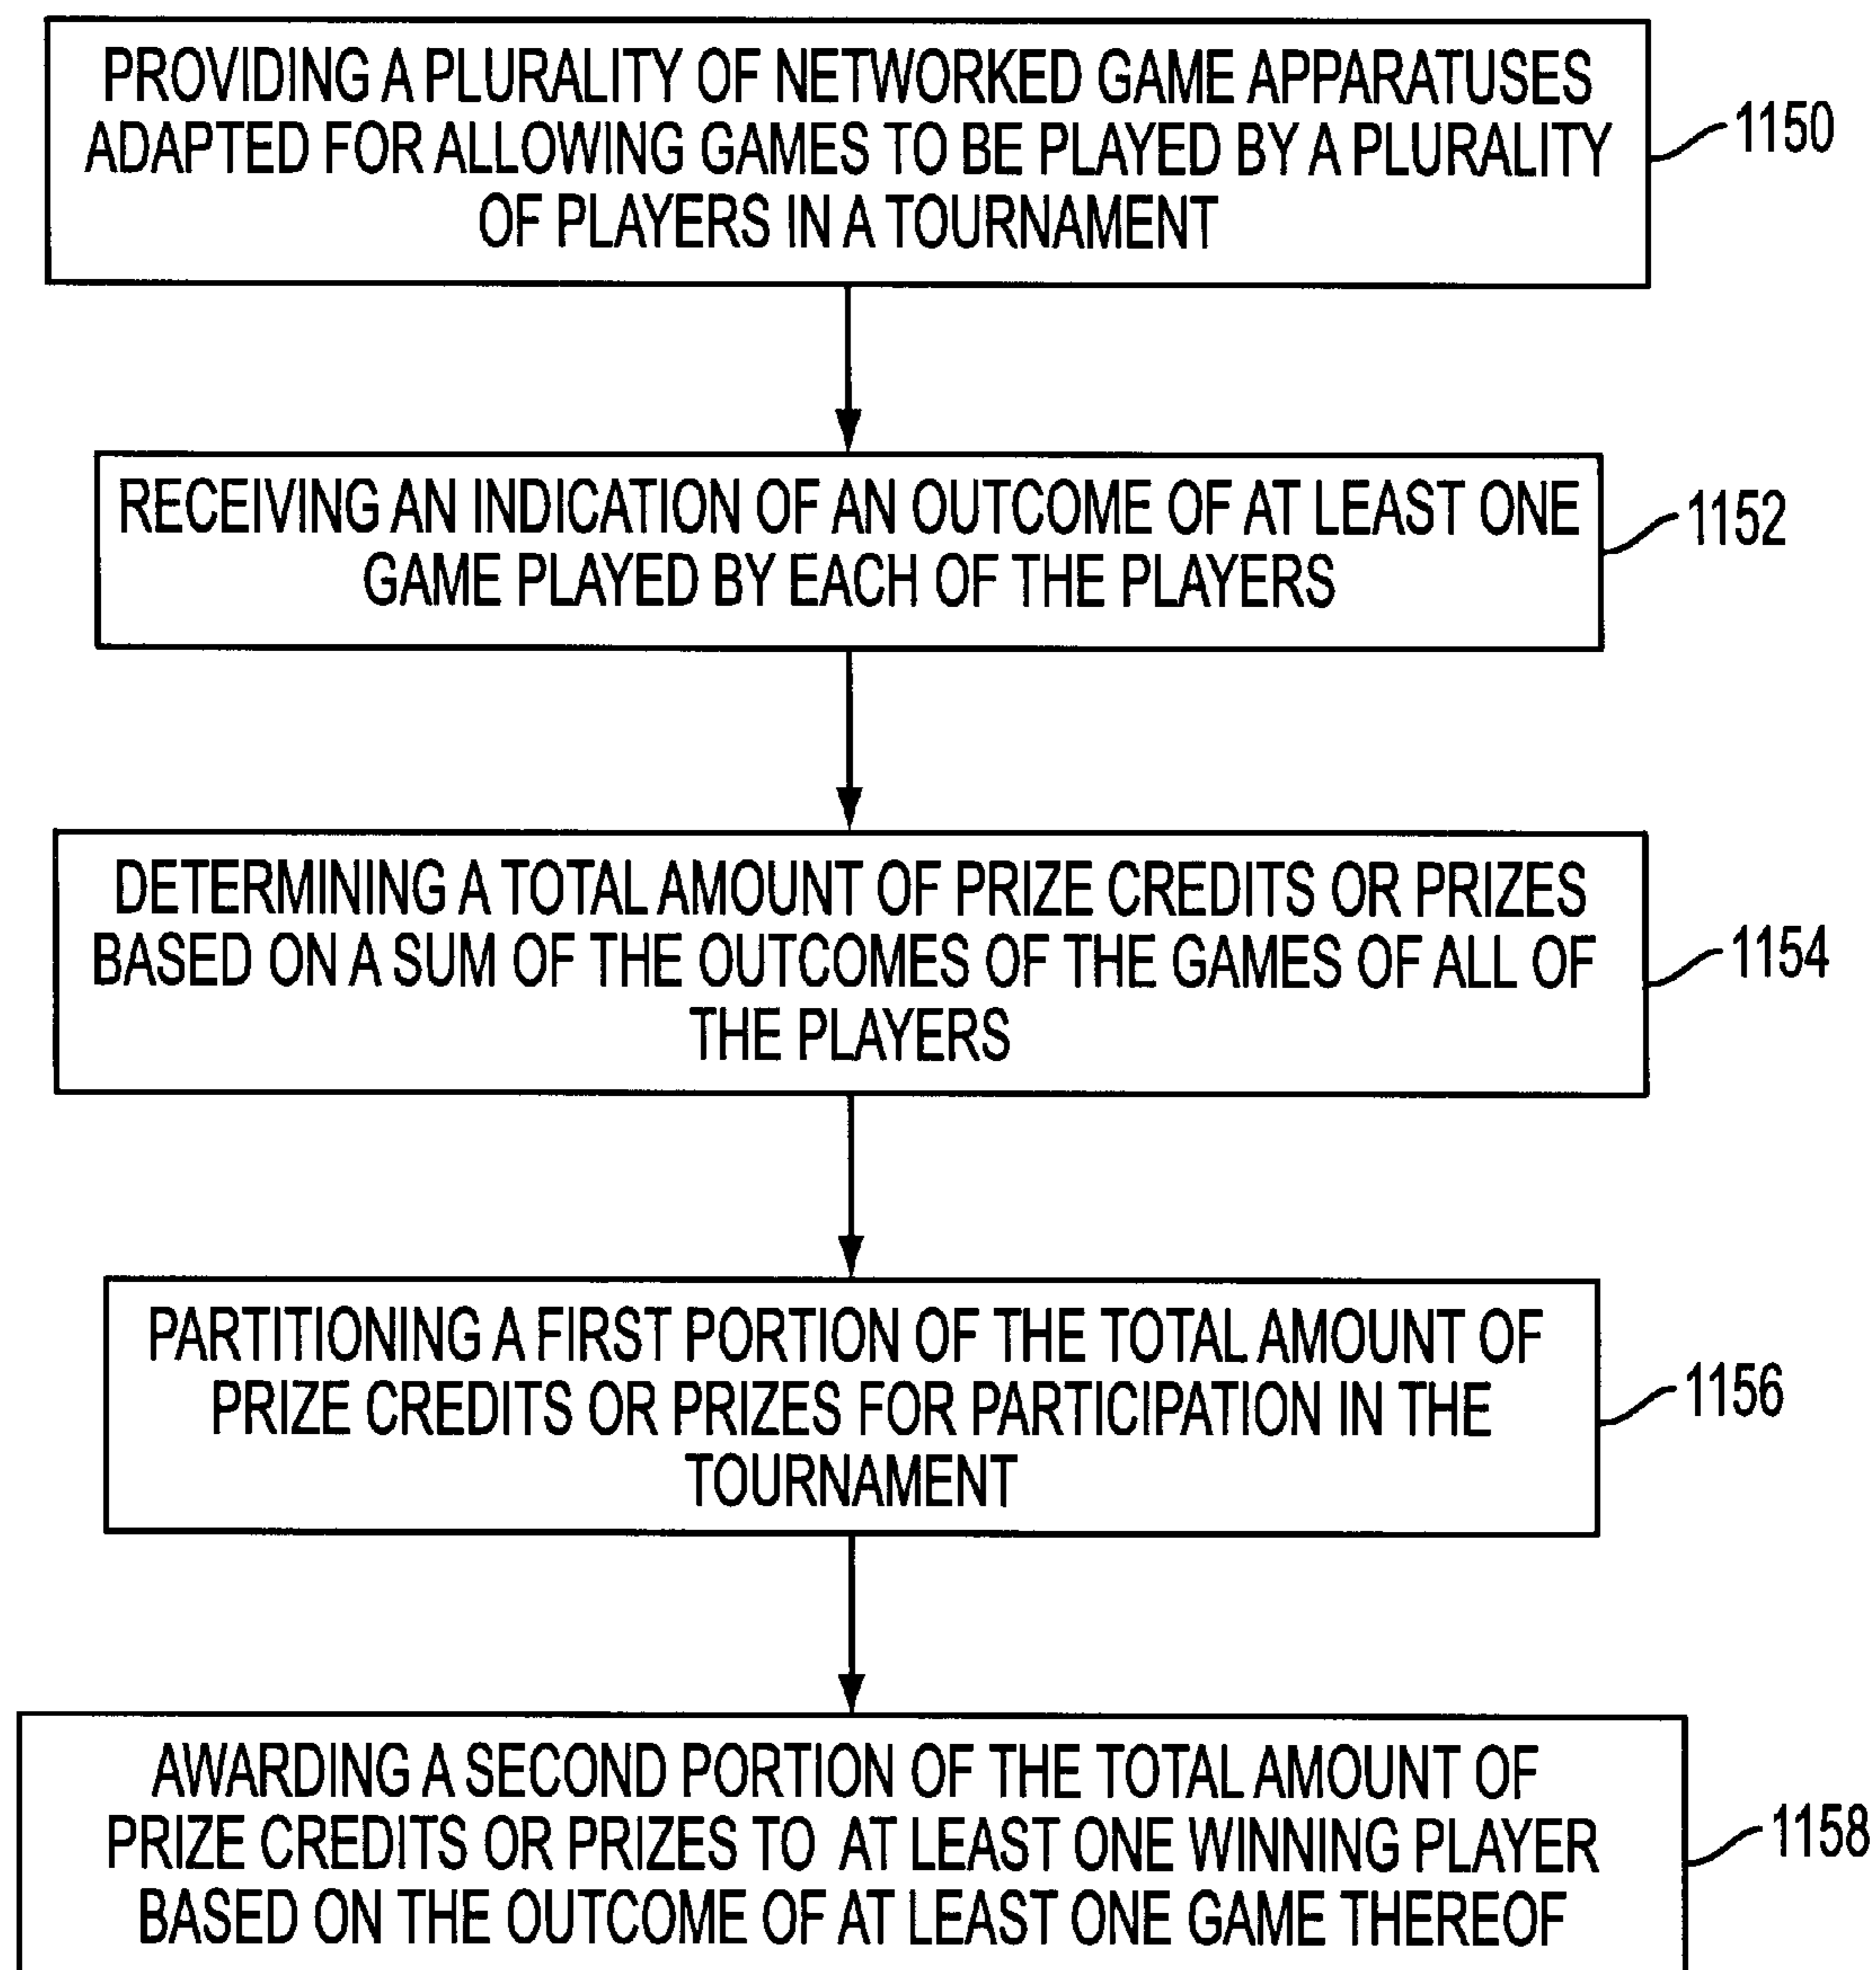 PROVIDING A PLURALITY OF NETWORKED GAME APPARATUSES
ADAPTED FOR ALLOWING GAMES TO BE PLAYED BY A PLURALITY
OF PLAYERS IN A TOURNAMENT
1150
RECEIVING AN INDICATION OF AN OUTCOME OF AT LEAST ONE
GAME PLAYED BY EACH OF THE PLAYERS
1152
DETERMINING A TOTAL AMOUNT OF PRIZE CREDITS OR PRIZES
BASED ON A SUM OF THE OUTCOMES OF THE GAMES OF ALL OF
THE PLAYERS
1154
PARTITIONING A FIRST PORTION OF THE TOTAL AMOUNT OF
PRIZE CREDITS OR PRIZES FOR PARTICIPATION IN THE
TOURNAMENT
1156
AWARDING A SECOND PORTION OF THE TOTAL AMOUNT OF
PRIZE CREDITS OR PRIZES TO AT LEAST ONE WINNING PLAYER
BASED ON THE OUTCOME OF AT LEAST ONE GAME THEREOF
1158